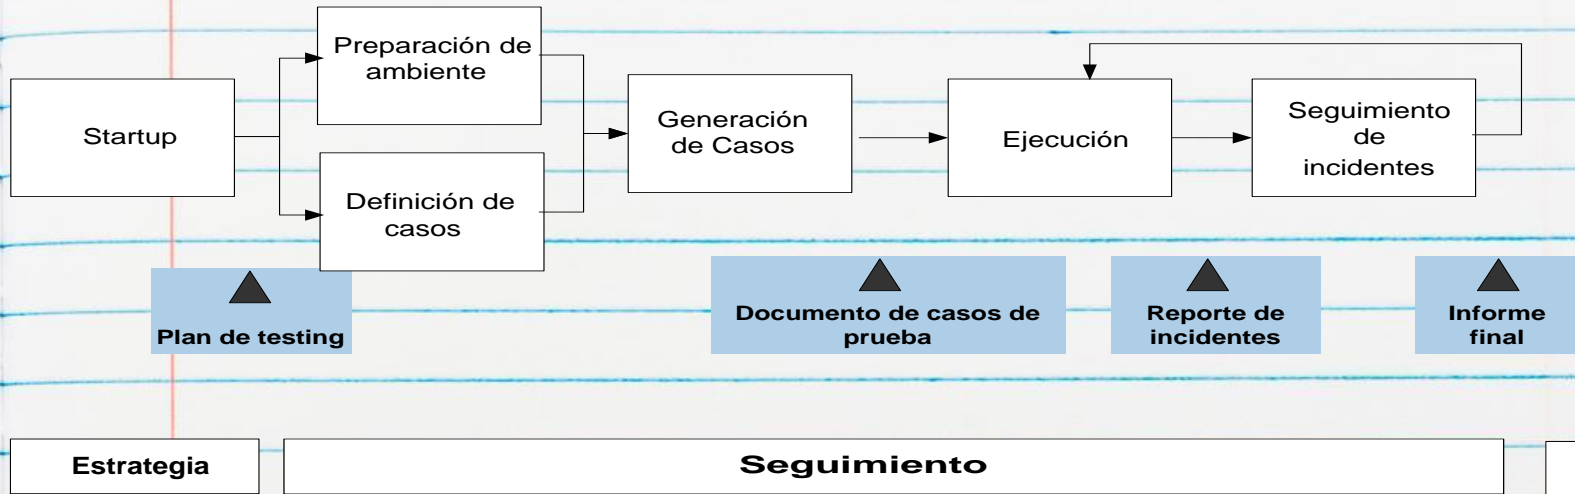 Preparación de
ambiente
Startup
Definición de
casos
Generación
de Casos
Ejecución
Seguimiento
de
incidentes
Plan de testing
Documento de casos de
prueba
Reporte de
incidentes
Informe
final
Estrategia
Seguimiento